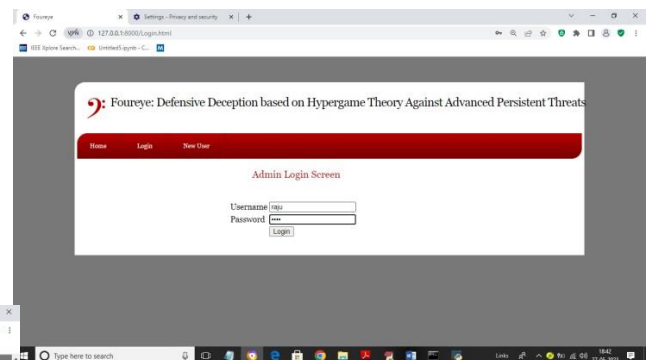 Foureye
Settings - Privacy and security
127.0.0.1:8000/Login.html
IEEE Xplore Search...
Untitled5.ipynb - C...
M
Foureye: Defensive Deception based on Hypergame Theory Against Advanced Persistent Threats
Home Login New User
Admin Login Screen
Username raju
Password ••••
Login
Type here to search
Links
18:42